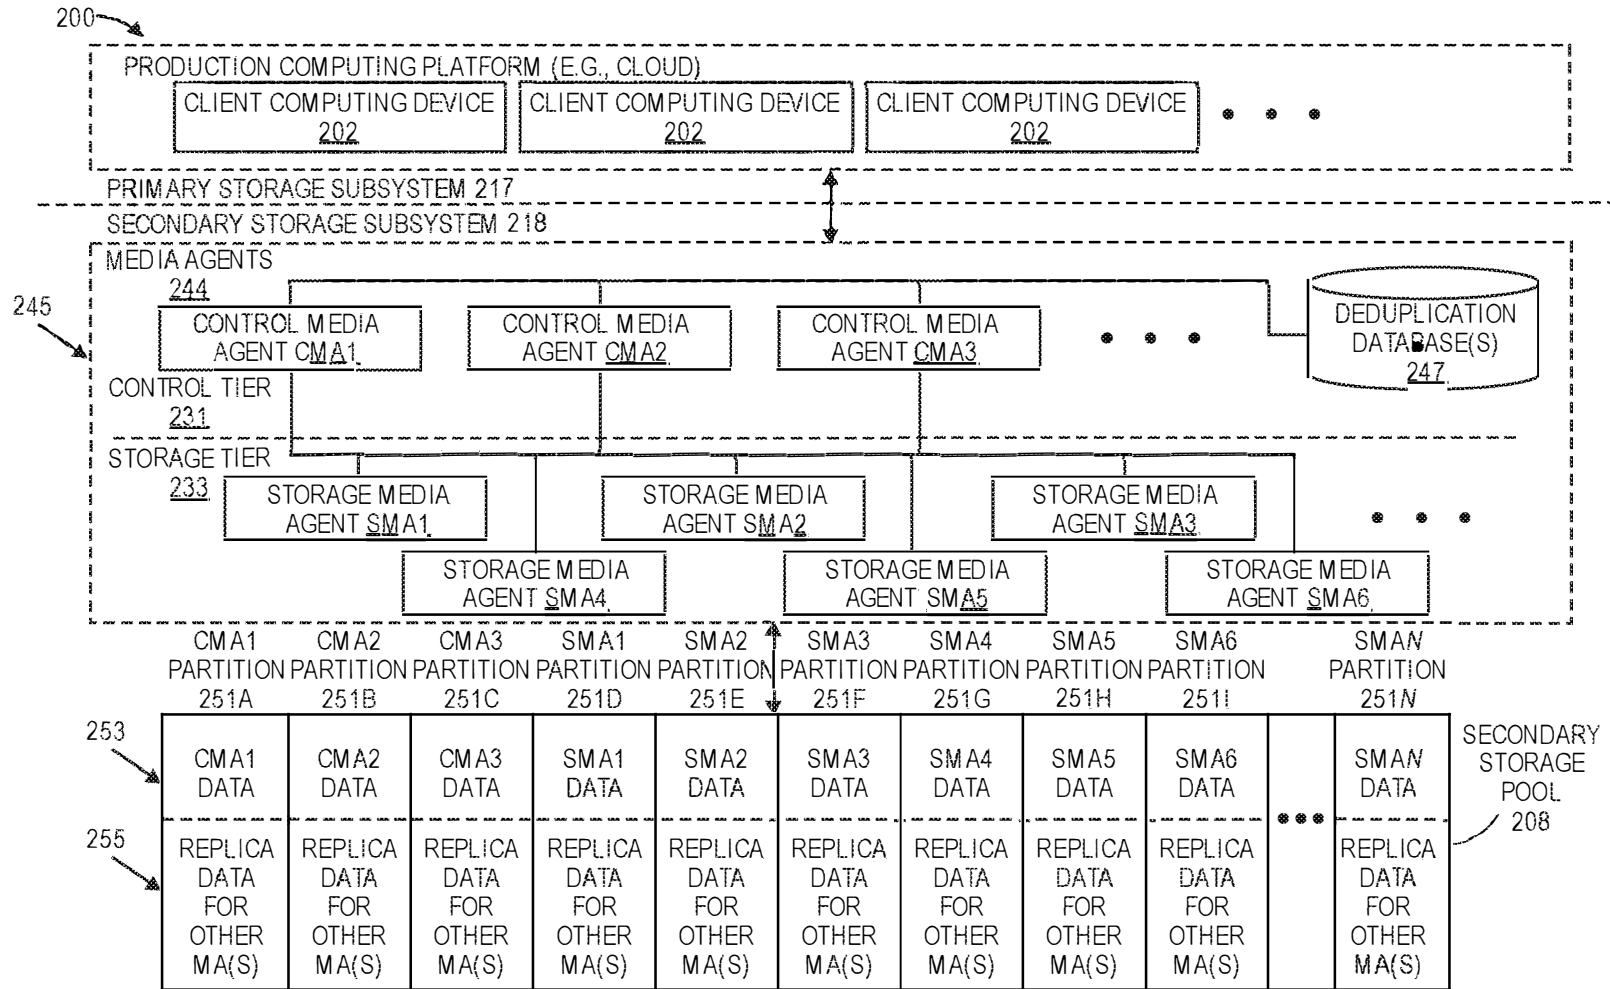 200
PRODUCTION COMPUTING PLATFORM (E.G., CLOUD)
CLIENT COMPUTING DEVICE
202
CLIENT COMPUTING DEVICE
202
CLIENT COMPUTING DEVICE
202
PRIMARY STORAGE SUBSYSTEM 217
SECONDARY STORAGE SUBSYSTEM 218
245
MEDIA AGENTS
244
CONTROL MEDIA
AGENT CMA1
CONTROL MEDIA
AGENT CMA2
CONTROL MEDIA
AGENT CMA3
DEDUPLICATION
DATABASE(S)
247
CONTROL TIER
231
STORAGE TIER
233
STORAGE MEDIA
AGENT SMA1
STORAGE MEDIA
AGENT SMA2
STORAGE MEDIA
AGENT SMA3
STORAGE MEDIA
AGENT SMA4
STORAGE MEDIA
AGENT SMA5
STORAGE MEDIA
AGENT SMA6
CMA1 CMA2 CMA3 SMA1 SMA2 SMA3 SMA4 SMA5 SMA6 SMAN
PARTITION PARTITION PARTITION PARTITION PARTITION PARTITION PARTITION PARTITION PARTITION PARTITION
251A 251B 251C 251D 251E 251F 251G 251H 251I 251N
253
CMA1 CMA2 CMA3 SMA1 SMA2 SMA3 SMA4 SMA5 SMA6 SMAN
DATA DATA DATA DATA DATA DATA DATA DATA DATA DATA
SECONDARY
STORAGE
POOL
208
255
REPLICA REPLICA REPLICA REPLICA REPLICA REPLICA REPLICA REPLICA REPLICA REPLICA
DATA DATA DATA DATA DATA DATA DATA DATA DATA DATA
FOR FOR FOR FOR FOR FOR FOR FOR FOR FOR
OTHER OTHER OTHER OTHER OTHER OTHER OTHER OTHER OTHER OTHER
MA(S) MA(S) MA(S) MA(S) MA(S) MA(S) MA(S) MA(S) MA(S) MA(S)